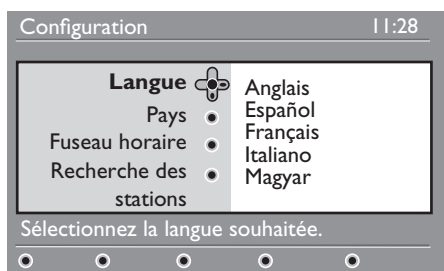 Configuration 11:28
Langue
Pays
Fuseau horaire
Recherche des
stations
Anglais
Español
Français
Italiano
Magyar
Sélectionnez la langue souhaitée.